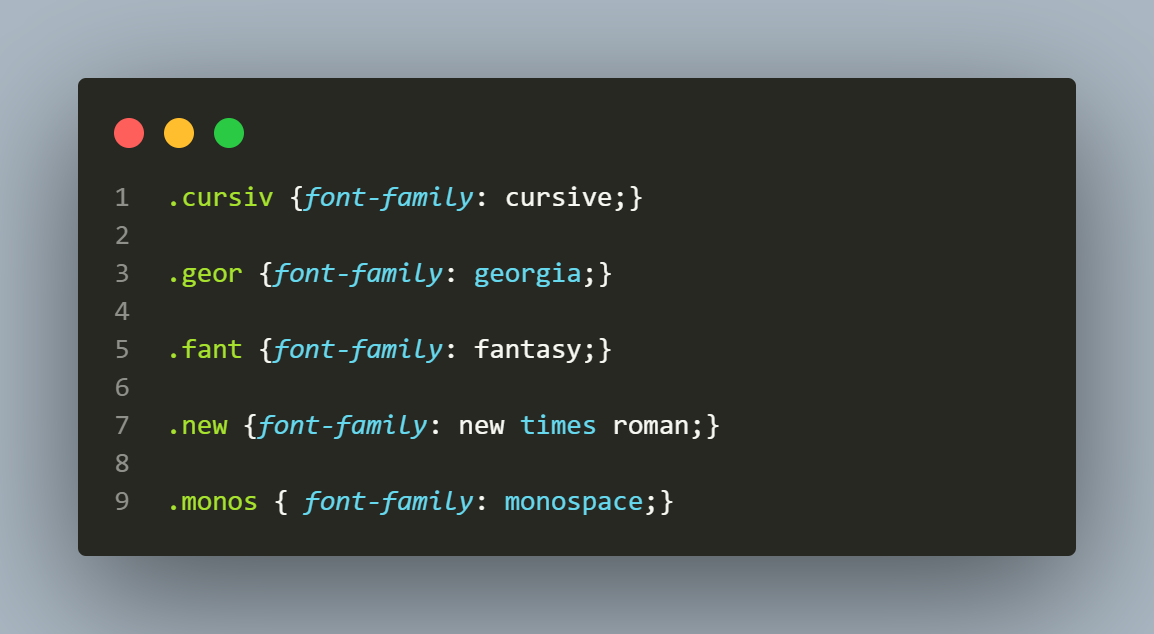 1 .cursiv {font-family: cursive;}
2
3 .geor {font-family: georgia;}
4
5 .fant {font-family: fantasy;}
6
7 .new {font-family: new times roman;}
8
9 .monos { font-family: monospace;}